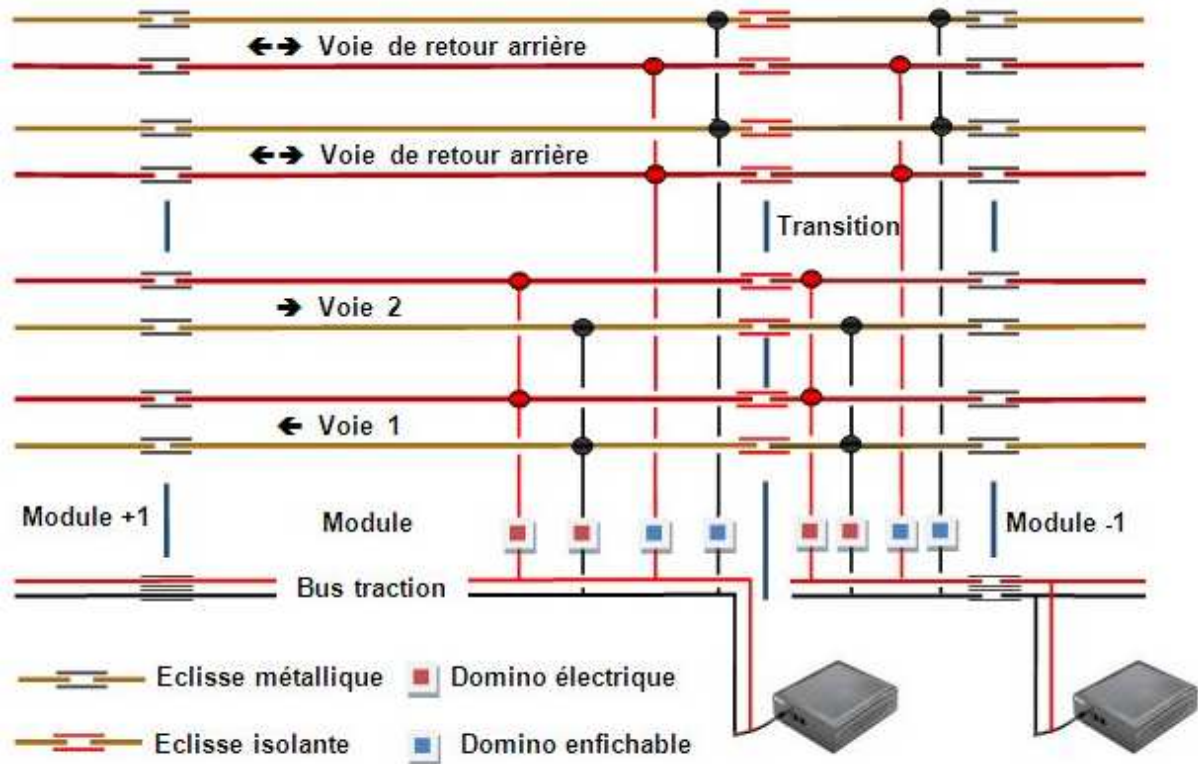 Voie de retour arrière
Voie de retour arrière
Transition
Voie 2
Voie 1
Module +1
Module
Module -1
Bus traction
Eclisse métallique
Domino électrique
Eclisse isolante
Domino enfichable